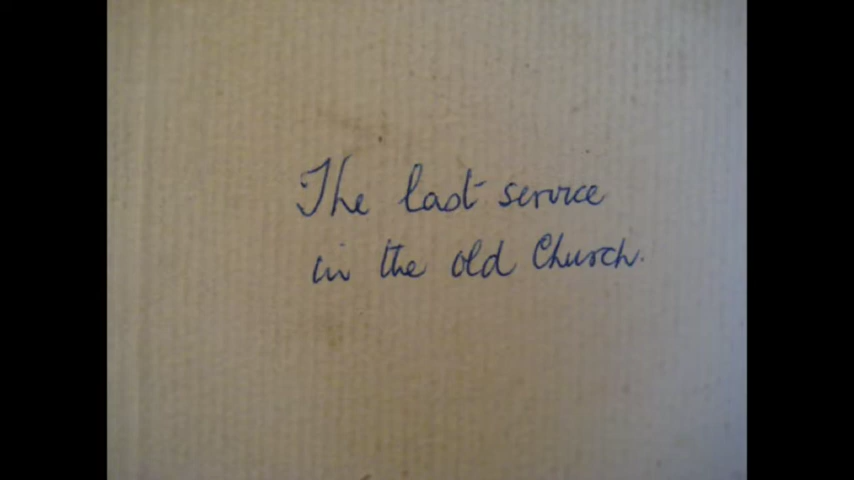 The last service
in the old Church.